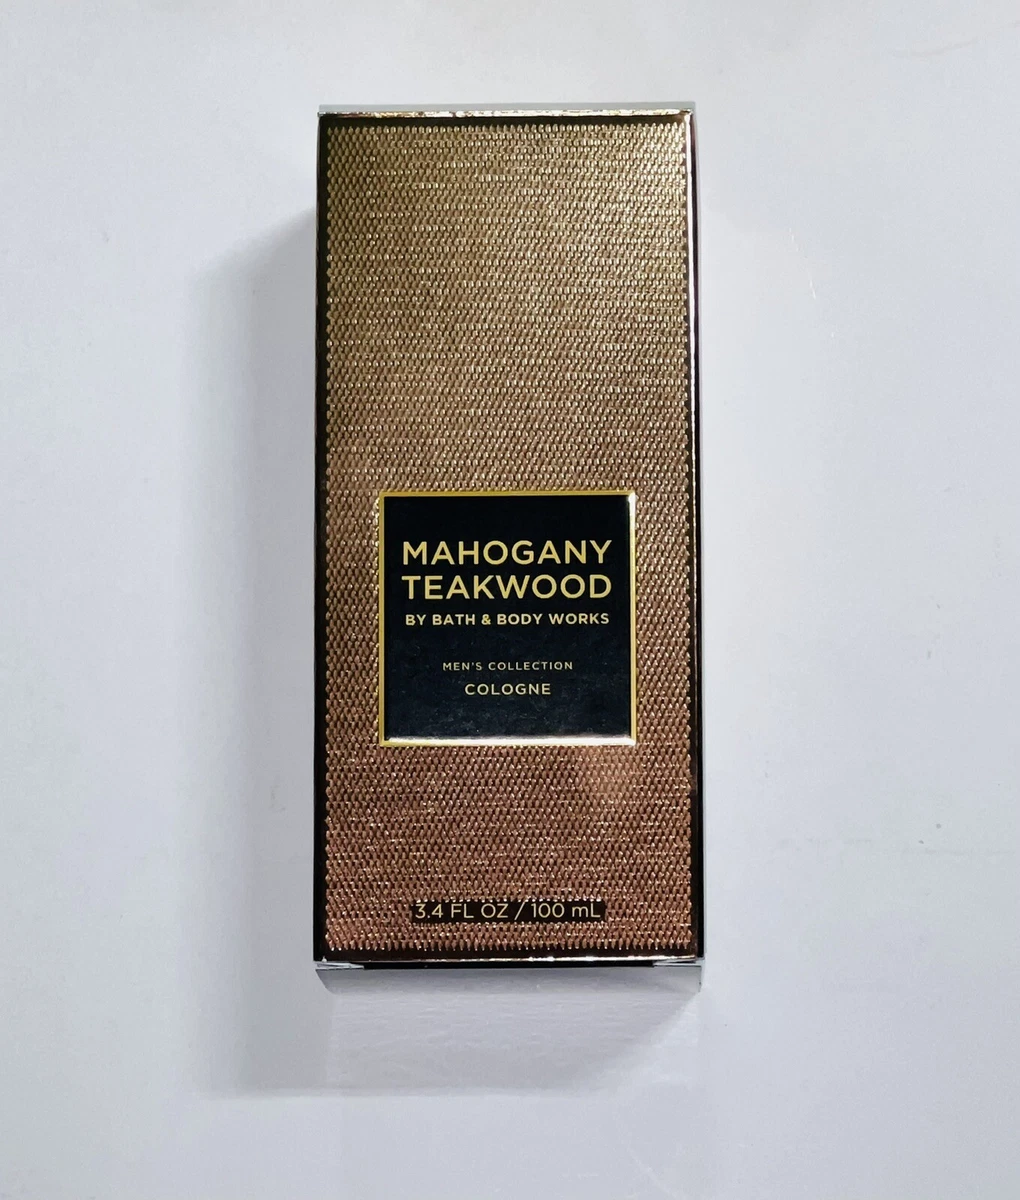 MAHOGANY
TEAKWOOD
BY BATH & BODY WORKS
MEN'S COLLECTION
COLOGNE
3.4 FL OZ / 100 mL